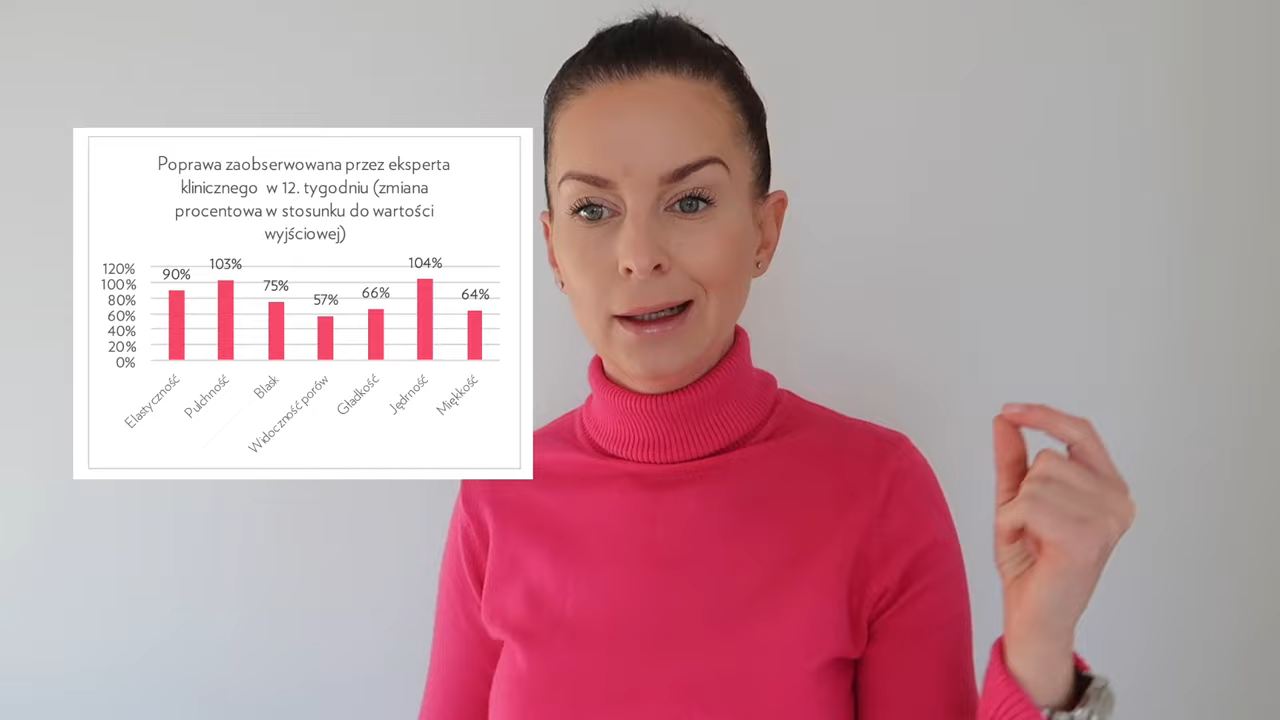 Poprawa zaobserwowana przez eksperta
klinicznego w 12. tygodniu (zmiana
procentowa w stosunku do wartości
wyjściowej)
120%
100%
80%
60%
40%
20%
0%
90%
103%
75%
57%
66%
104%
64%
Elastyczność
Pulchność
Blask
Widoczność porów
Gładkość
Jędrność
Miękkość